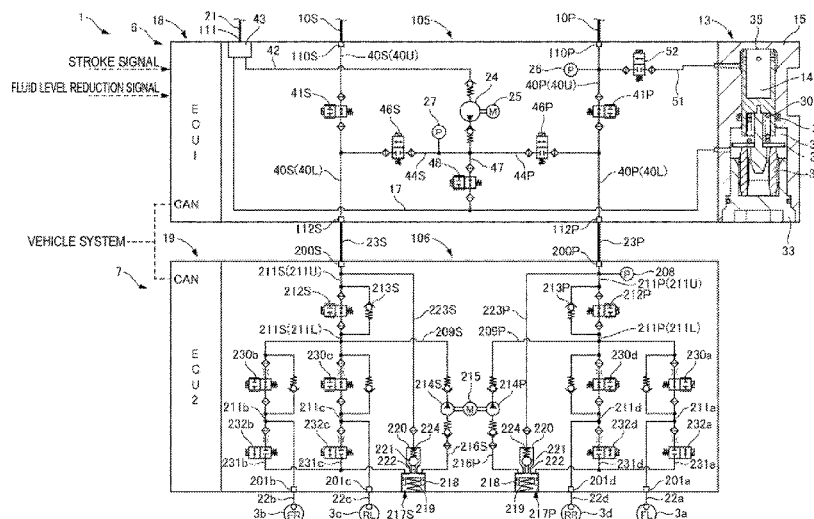 1
6
18
21
111
43
10S
105
10P
13
35
15
110S
110P
52
42
40S(40U)
26
STROKE SIGNAL
24
40P(40U)
14
FLUID LEVEL REDUCTION SIGNAL
41S
27
46S
25
46P
41P
51
30
ECU1
P
M
48
40S(40L)
44S
47
44P
40P(40L)
17
CAN
112S
112P
33
VEHICLE SYSTEM
19
23S
106
23P
200S
200P
CAN
7
211S(211U)
208
213S
213P
211P(211U)
212S
223S
223P
212P
211S(211L)
209S
209P
211P(211L)
230b
230c
215
230d
230a
ECU2
214S
M
214P
211b
211c
220
224
224
220
211d
211a
232b
232c
221
216S
221
232d
232a
222
216P
222
231b
231c
218
218
231d
231a
201b
201c
219
219
201d
201a
22b
22c
217S
217P
22d
22a
3b
FR
3c
RL
3d
RR
3a
FL